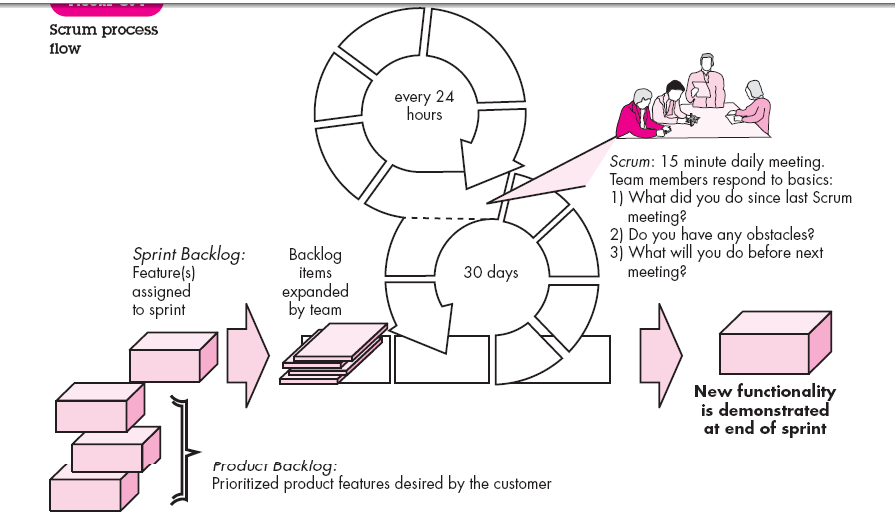 Scrum process
flow
every 24
hours
Scrum: 15 minute daily meeting.
Team members respond to basics:
1) What did you do since last Scrum
meeting?
2) Do you have any obstacles?
3) What will you do before next
meeting?
Sprint Backlog:
Feature(s)
assigned
to sprint
Backlog
items
expanded
by team
30 days
New functionality
is demonstrated
at end of sprint
Product Backlog:
Prioritized product features desired by the customer